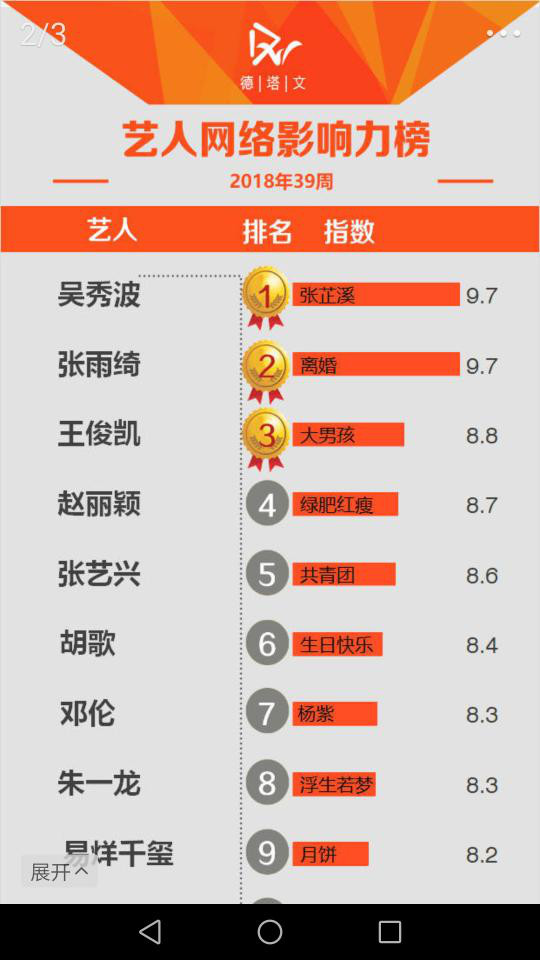 2/3
德|塔|文
艺人网络影响力榜
2018年39周
艺人 排名 指数
吴秀波 1 张芷溪 9.7
张雨绮 2 离婚 9.7
王俊凯 3 大男孩 8.8
赵丽颖 4 绿肥红瘦 8.7
张艺兴 5 共青团 8.6
胡歌 6 生日快乐 8.4
邓伦 7 杨紫 8.3
朱一龙 8 浮生若梦 8.3
易烊千玺 9 月饼 8.2
展开